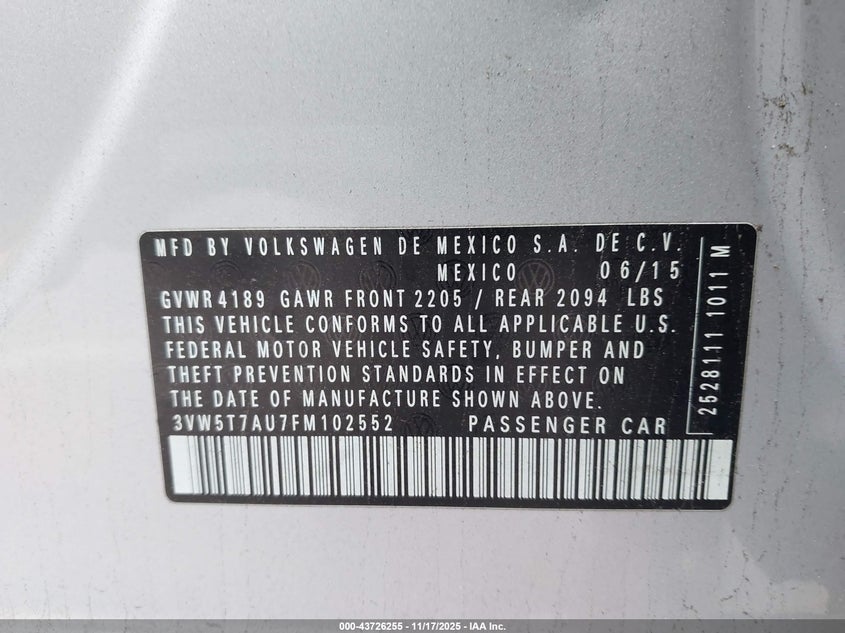 MFD BY VOLKSWAGEN DE MEXICO S.A. DE C.V.
MEXICO 06/15
GVWR 4189 GAWR FRONT 2205 / REAR 2094 LBS
THIS VEHICLE CONFORMS TO ALL APPLICABLE U.S.
FEDERAL MOTOR VEHICLE SAFETY, BUMPER AND
THEFT PREVENTION STANDARDS IN EFFECT ON
THE DATE OF MANUFACTURE SHOWN ABOVE.
3VW5T7AU7FM102552 PASSENGER CAR
2528111 1011 M
000-43726255 - 11/17/2025 - IAA Inc.